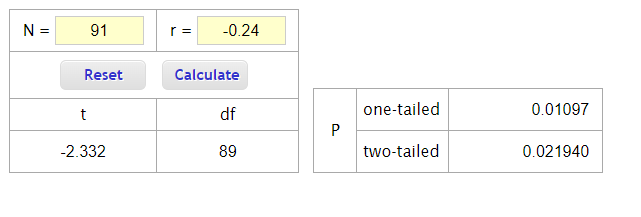 N = 91 r = -0.24
Reset Calculate
t df
-2.332 89
P
one-tailed 0.01097
two-tailed 0.021940